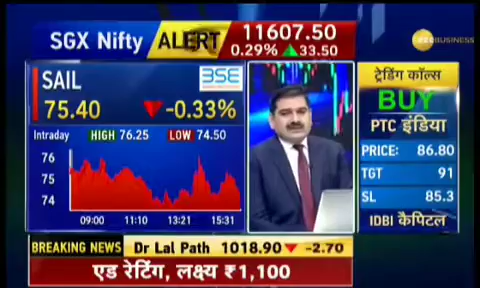 SGX Nifty
ALERT
11607.50
0.29% ▲ 33.50
ZEE BUSINESS
SAIL
BSE
75.40 ▼ -0.33%
Intraday HIGH 76.25 LOW 74.50
76
75
74
09:00 11:10 13:21 15:31
ट्रेडिंग कॉल्स
BUY
PTC इंडिया
PRICE: 86.80
TGT 91
SL 85.3
IDBI कैपिटल
BREAKING NEWS Dr Lal Path 1018.90 ▼ -2.70
एड रेटिंग, लक्ष्य ₹1,100